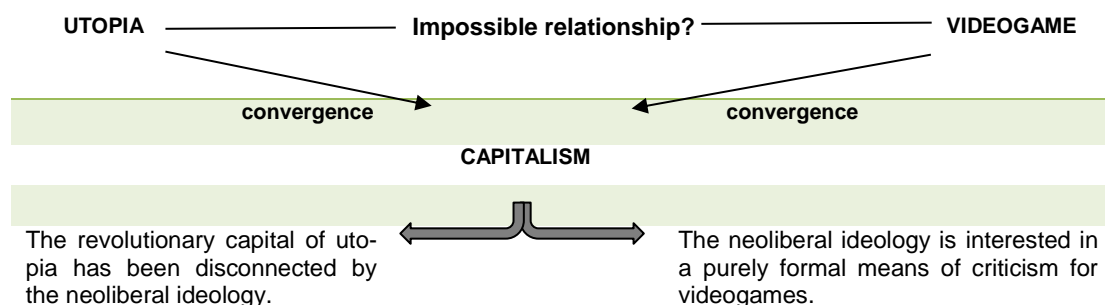 UTOPIA Impossible relationship? VIDEOGAME
convergence convergence
CAPITALISM
The revolutionary capital of uto-
pia has been disconnected by
the neoliberal ideology.
The neoliberal ideology is interested in
a purely formal means of criticism for
videogames.